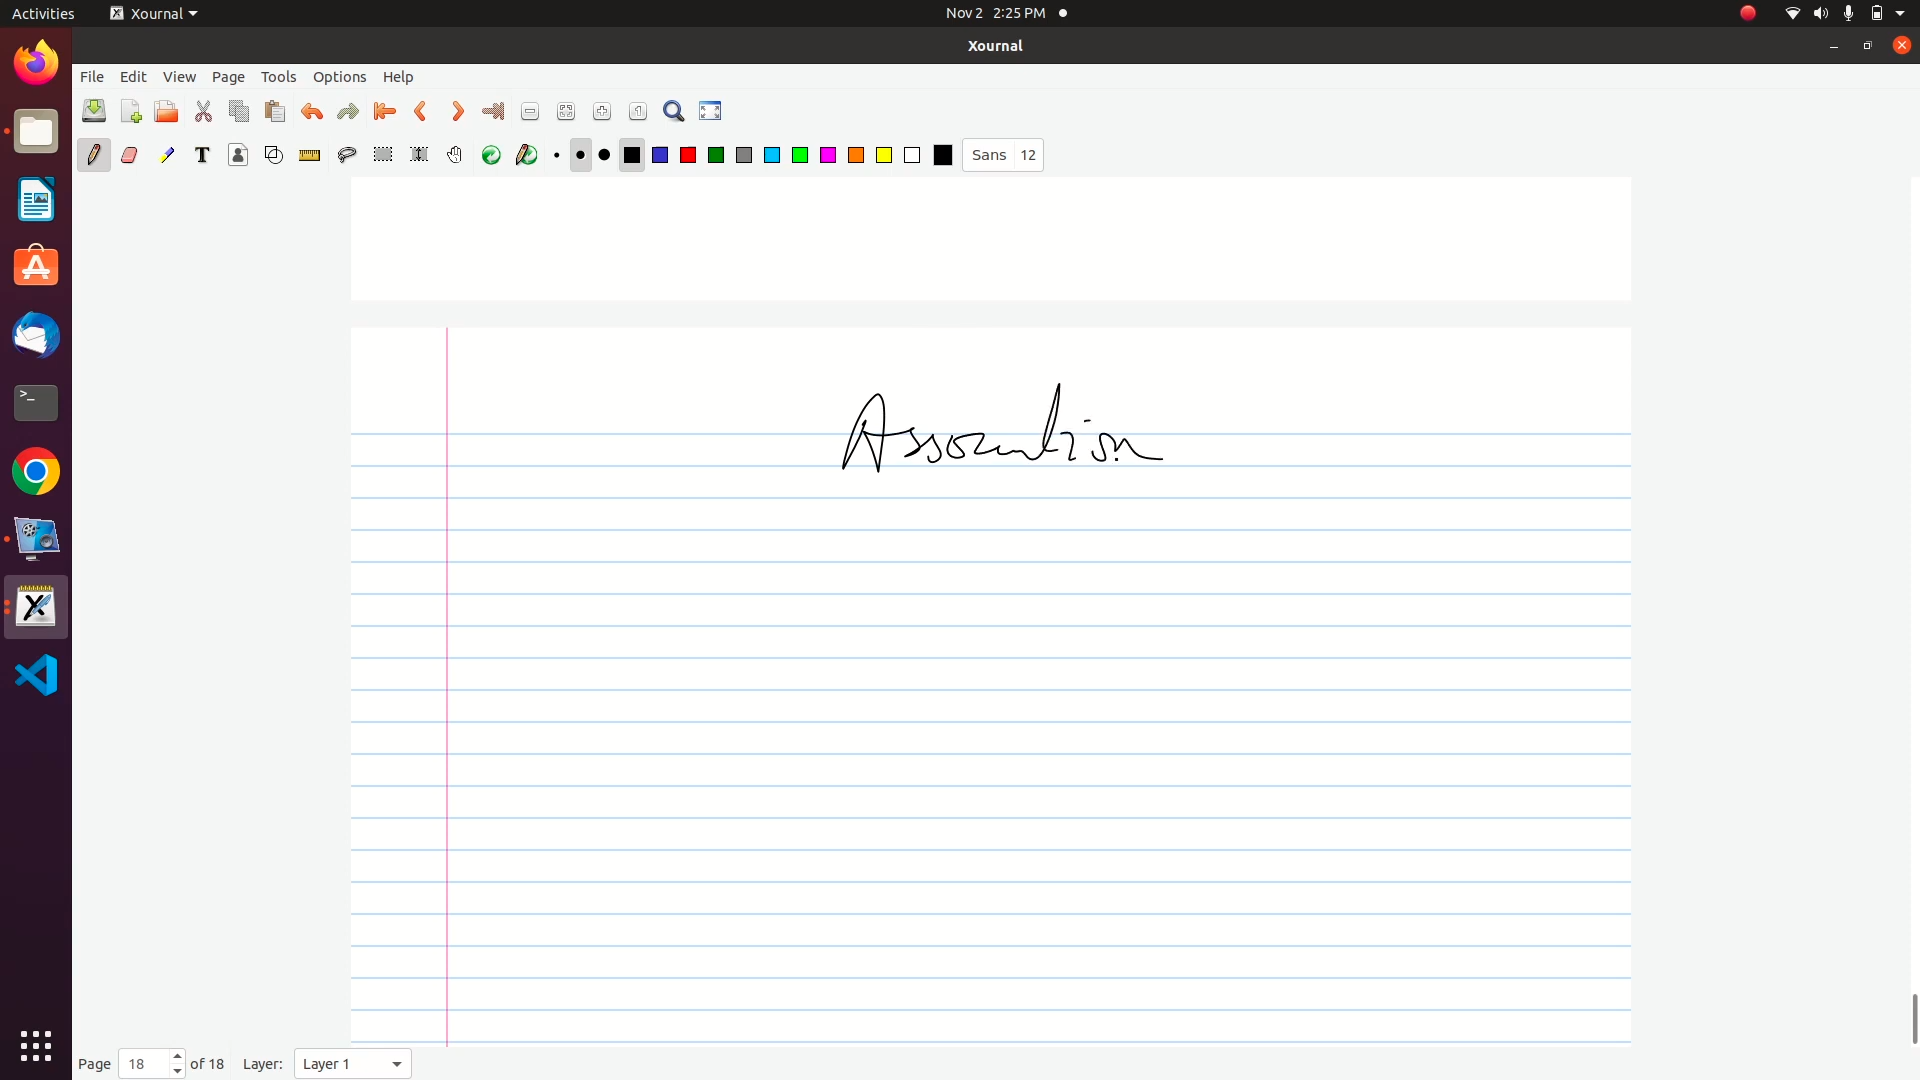 Activities Xournal Nov 2 2:25 PM
Xournal
File Edit View Page Tools Options Help
T Sans 12
Page 18 of 18 Layer: Layer 1